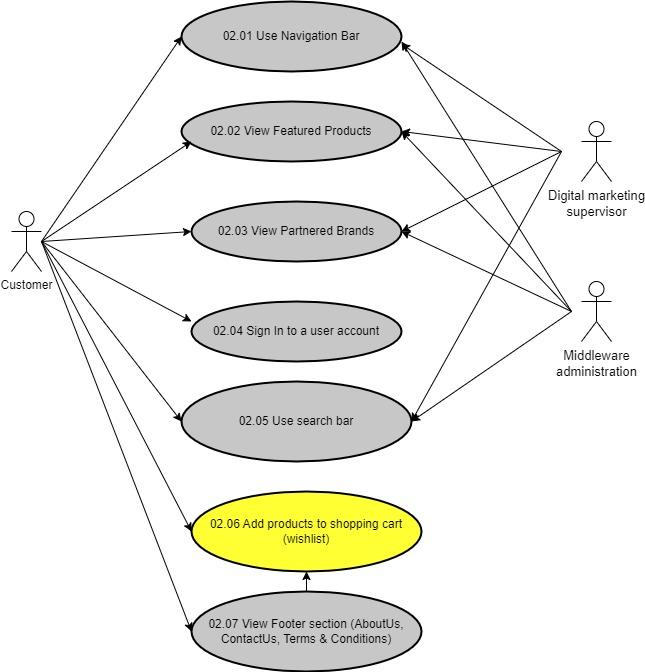 02.01 Use Navigation Bar
02.02 View Featured Products
Digital marketing
supervisor
02.03 View Partnered Brands
Customer
02.04 Sign In to a user account
Middleware
administration
02.05 Use search bar
02.06 Add products to shopping cart
(wishlist)
02.07 View Footer section (AboutUs,
ContactUs, Terms & Conditions)